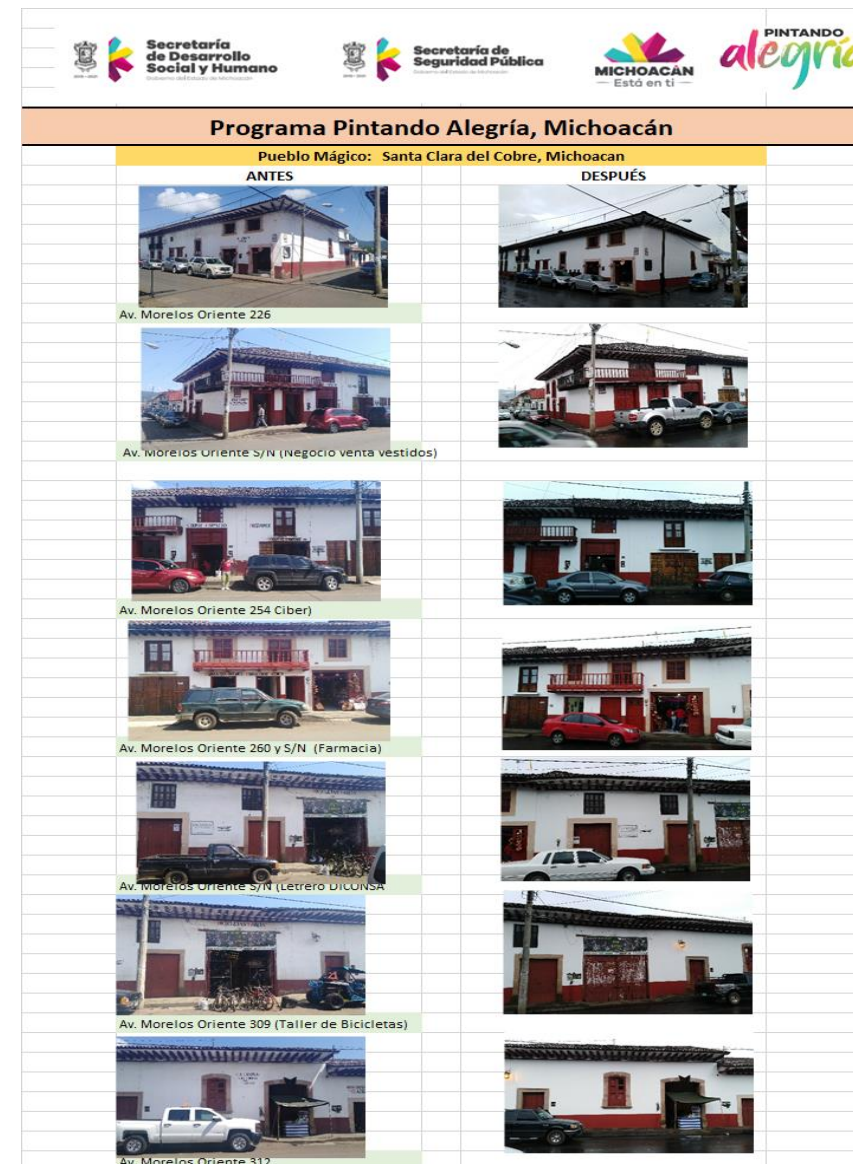 Secretaría
de Desarrollo
Social y Humano
Secretaría de
Seguridad Pública
MICHOACÁN
Está en ti
PINTANDO
alegría
Programa Pintando Alegría, Michoacán
Pueblo Mágico: Santa Clara del Cobre, Michoacan
ANTES
DESPUÉS
Av. Morelos Oriente 226
Av. Morelos Oriente S/N (Negocio venta vestidos)
Av. Morelos Oriente 254 Ciber)
Av. Morelos Oriente 260 y S/N (Farmacia)
Av. Morelos Oriente S/N (Letrero DICONSA
Av. Morelos Oriente 309 (Taller de Bicicletas)
Av. Morelos Oriente 312